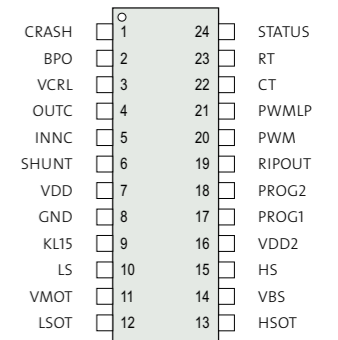 CRASH 1 24 STATUS
BPO 2 23 RT
VCRL 3 22 CT
OUTC 4 21 PWMLP
INNC 5 20 PWM
SHUNT 6 19 RIPOUT
VDD 7 18 PROG2
GND 8 17 PROG1
KL15 9 16 VDD2
LS 10 15 HS
VMOT 11 14 VBS
LSOT 12 13 HSOT